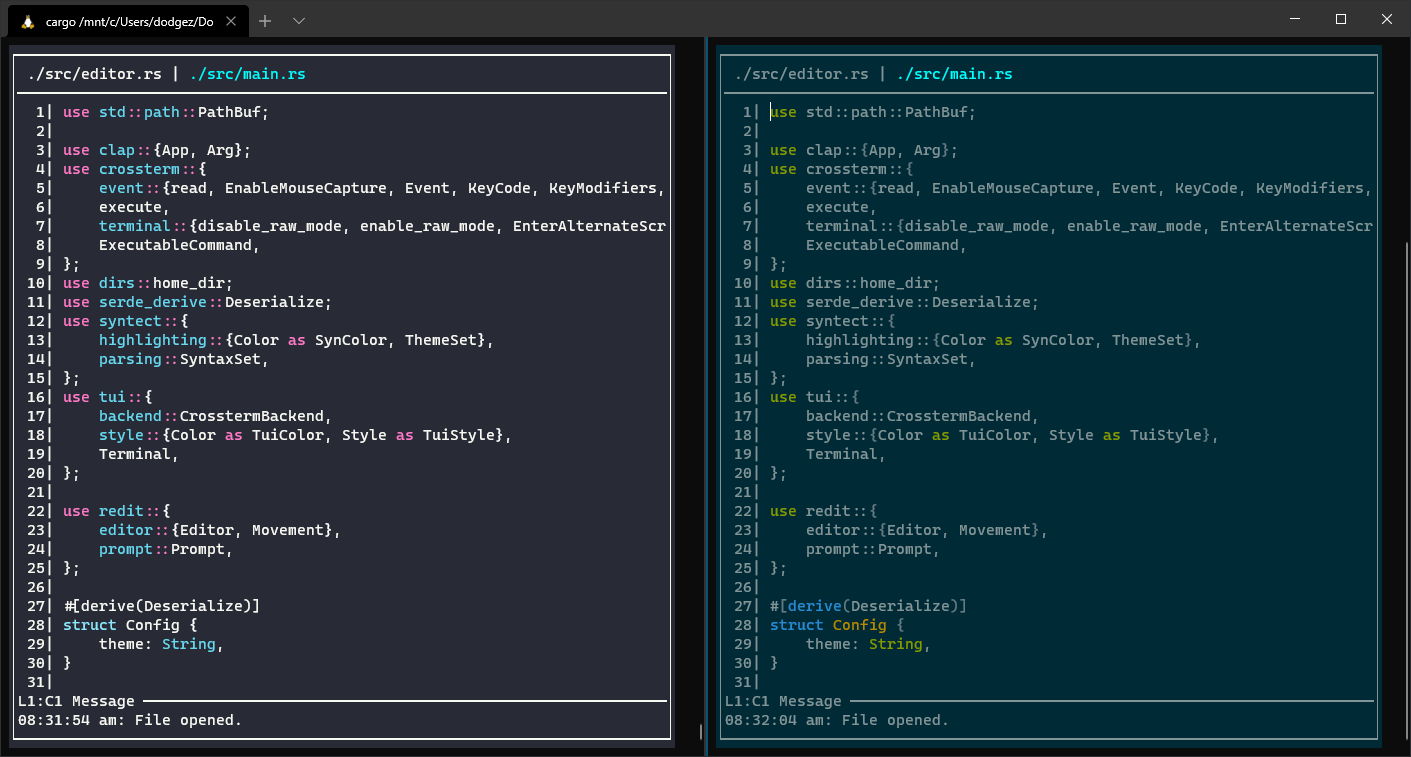 cargo /mnt/c/Users/dodgez/Do
./src/editor.rs | ./src/main.rs
1| use std::path::PathBuf;
2|
3| use clap::{App, Arg};
4| use crossterm::{
5|     event::{read, EnableMouseCapture, Event, KeyCode, KeyModifiers,
6|     execute,
7|     terminal::{disable_raw_mode, enable_raw_mode, EnterAlternateScr
8|     ExecutableCommand,
9| };
10| use dirs::home_dir;
11| use serde_derive::Deserialize;
12| use syntect::{
13|     highlighting::{Color as SynColor, ThemeSet},
14|     parsing::SyntaxSet,
15| };
16| use tui::{
17|     backend::CrosstermBackend,
18|     style::{Color as TuiColor, Style as TuiStyle},
19|     Terminal,
20| };
21|
22| use redit::{
23|     editor::{Editor, Movement},
24|     prompt::Prompt,
25| };
26|
27| #[derive(Deserialize)]
28| struct Config {
29|     theme: String,
30| }
31|
L1:C1 Message
08:31:54 am: File opened.
./src/editor.rs | ./src/main.rs
1| use std::path::PathBuf;
2|
3| use clap::{App, Arg};
4| use crossterm::{
5|     event::{read, EnableMouseCapture, Event, KeyCode, KeyModifiers,
6|     execute,
7|     terminal::{disable_raw_mode, enable_raw_mode, EnterAlternateScr
8|     ExecutableCommand,
9| };
10| use dirs::home_dir;
11| use serde_derive::Deserialize;
12| use syntect::{
13|     highlighting::{Color as SynColor, ThemeSet},
14|     parsing::SyntaxSet,
15| };
16| use tui::{
17|     backend::CrosstermBackend,
18|     style::{Color as TuiColor, Style as TuiStyle},
19|     Terminal,
20| };
21|
22| use redit::{
23|     editor::{Editor, Movement},
24|     prompt::Prompt,
25| };
26|
27| #[derive(Deserialize)]
28| struct Config {
29|     theme: String,
30| }
31|
L1:C1 Message
08:32:04 am: File opened.